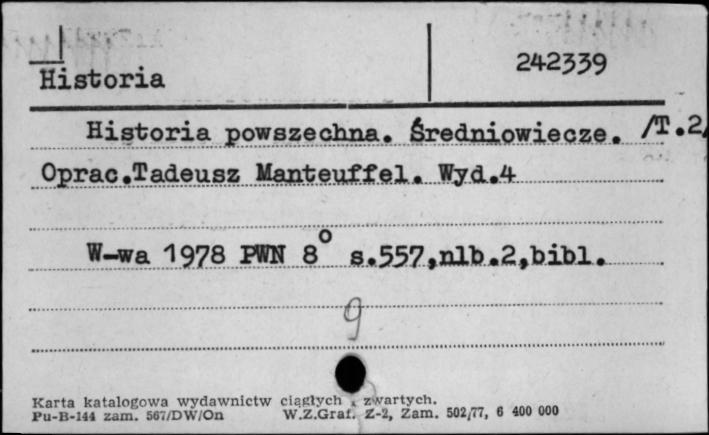 242339
Historia
Historia powszechna. Średniowiecze. /T.2/
Oprac.Tadeusz Manteuffel. Wyd.4
W-wa 1978 PWN 8° s.557,nlb.2,bibl.
9
Karta katalogowa wydawnictw ciągłych i zwartych.
Pu-B-144 zam. 567/DW/On W.Z.Graf. Z-2, Zam. 502/77, 6 400 000